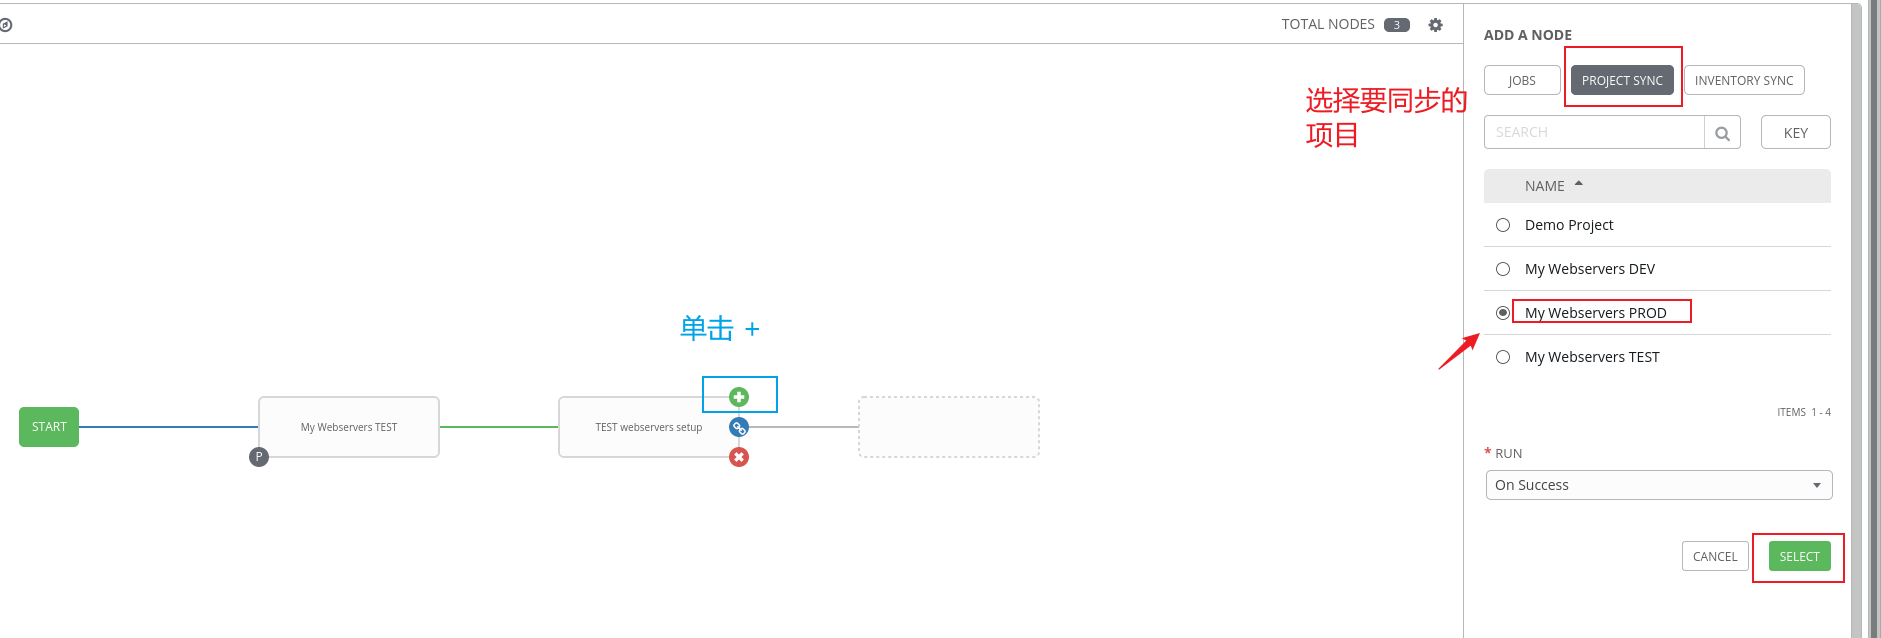 TOTAL NODES 3
ADD A NODE
JOBS
PROJECT SYNC
INVENTORY SYNC
选择要同步的
项目
SEARCH
KEY
NAME
Demo Project
My Webservers DEV
My Webservers PROD
My Webservers TEST
ITEMS 1 - 4
单击 +
START
My Webservers TEST
P
TEST webservers setup
* RUN
On Success
CANCEL
SELECT